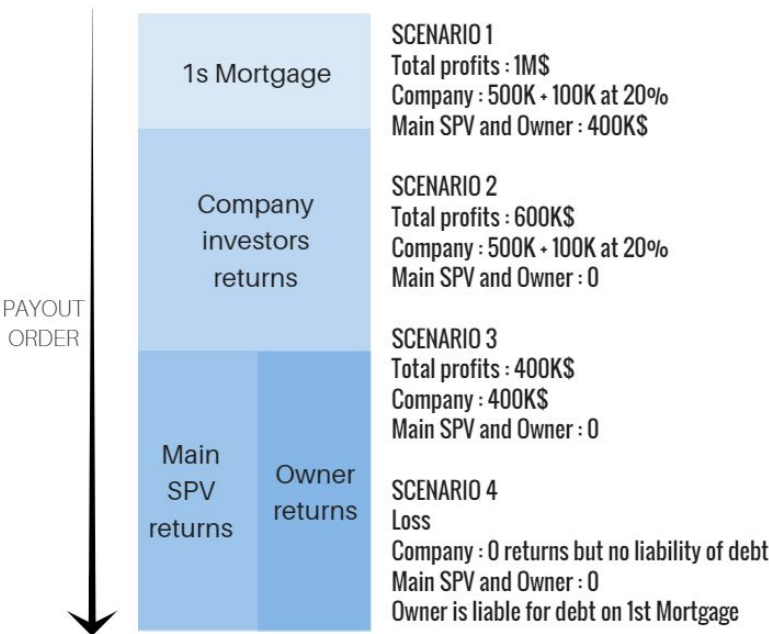 PAYOUT
ORDER
1s Mortgage
Company
investors
returns
Main
SPV
returns
Owner
returns
SCENARIO 1
Total profits : 1M$
Company : 500K + 100K at 20%
Main SPV and Owner : 400K$
SCENARIO 2
Total profits : 600K$
Company : 500K + 100K at 20%
Main SPV and Owner : 0
SCENARIO 3
Total profits : 400K$
Company : 400K$
Main SPV and Owner : 0
SCENARIO 4
Loss
Company : 0 returns but no liability of debt
Main SPV and Owner : 0
Owner is liable for debt on 1st Mortgage